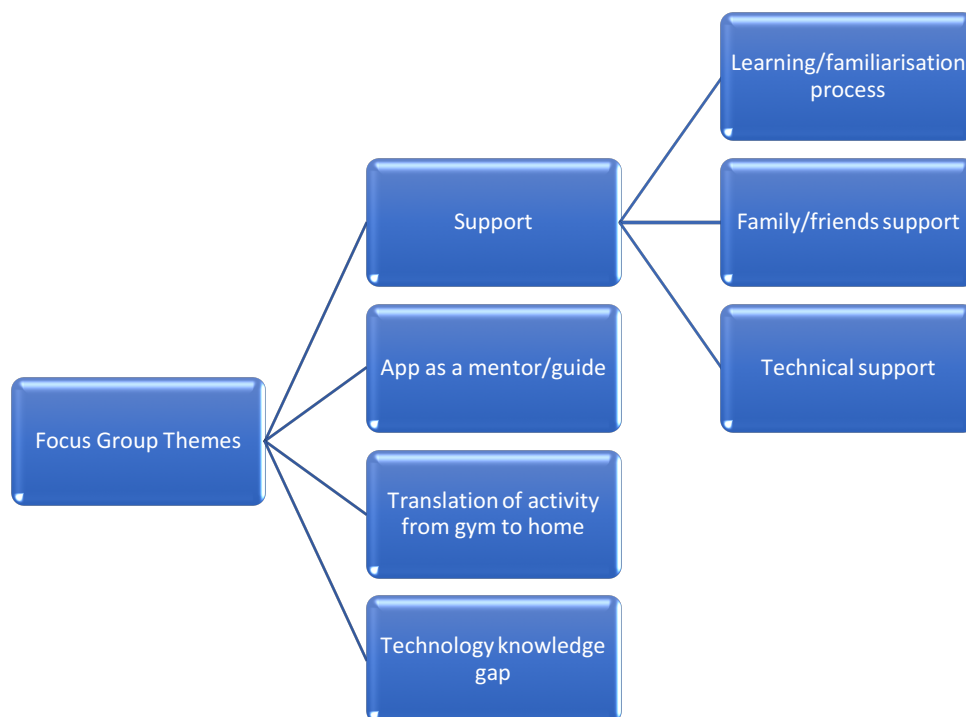 Focus Group Themes
Support
App as a mentor/guide
Translation of activity
from gym to home
Technology knowledge
gap
Learning/familiarisation
process
Family/friends support
Technical support